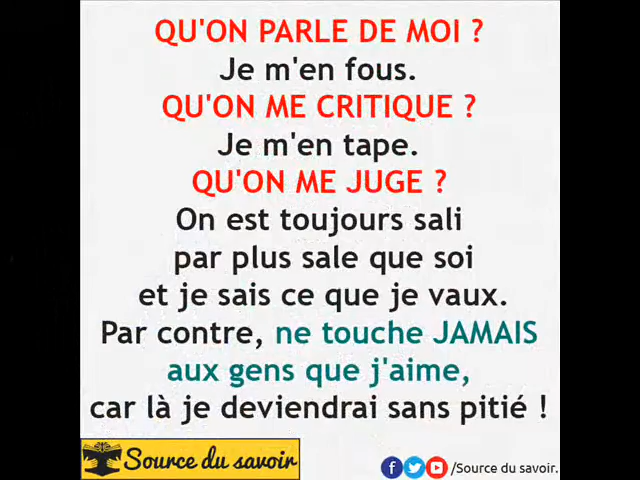 QU'ON PARLE DE MOI ?
Je m'en fous.
QU'ON ME CRITIQUE ?
Je m'en tape.
QU'ON ME JUGE ?
On est toujours sali
par plus sale que soi
et je sais ce que je vaux.
Par contre, ne touche JAMAIS
aux gens que j'aime,
car là je deviendrai sans pitié !
Source du savoir
/Source du savoir.